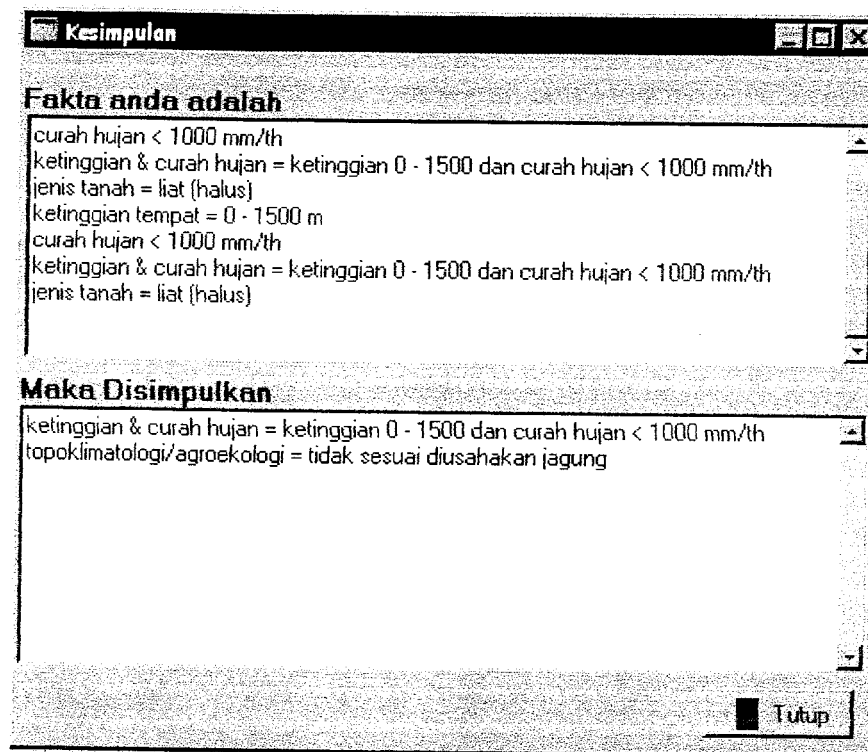 Kesimpulan
Fakta anda adalah
curah hujan < 1000 mm/th
ketinggian & curah hujan = ketinggian 0 - 1500 dan curah hujan < 1000 mm/th
jenis tanah = liat (halus)
ketinggian tempat = 0 - 1500 m
curah hujan < 1000 mm/th
ketinggian & curah hujan = ketinggian 0 - 1500 dan curah hujan < 1000 mm/th
jenis tanah = liat (halus)
Maka Disimpulkan
ketinggian & curah hujan = ketinggian 0 - 1500 dan curah hujan < 1000 mm/th
topoklimatologi/agroekologi = tidak sesuai diusahakan jagung
Tutup